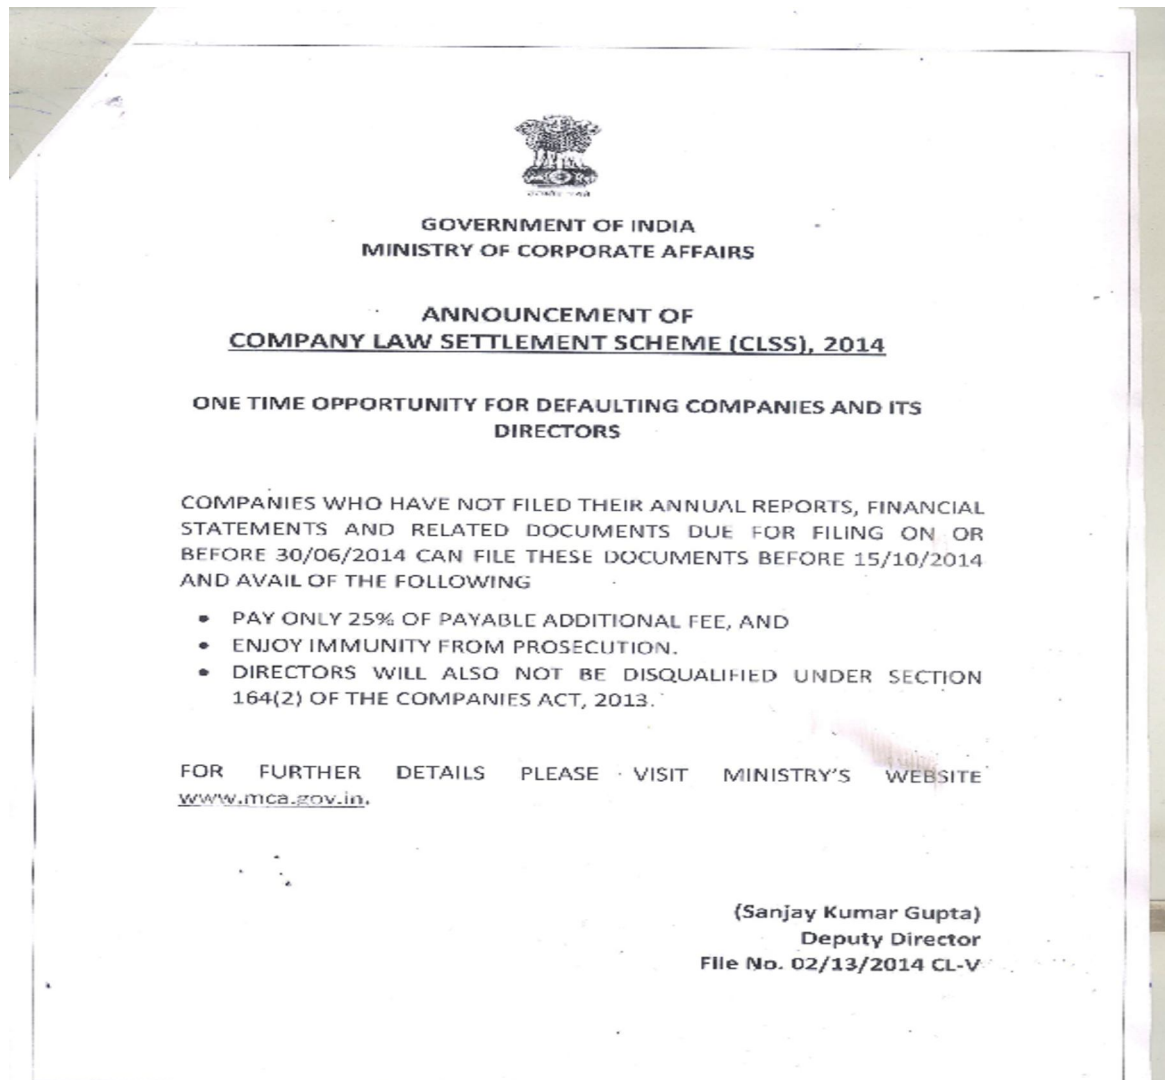 GOVERNMENT OF INDIA
MINISTRY OF CORPORATE AFFAIRS
ANNOUNCEMENT OF
COMPANY LAW SETTLEMENT SCHEME (CLSS), 2014
ONE TIME OPPORTUNITY FOR DEFAULTING COMPANIES AND ITS
DIRECTORS
COMPANIES WHO HAVE NOT FILED THEIR ANNUAL REPORTS, FINANCIAL
STATEMENTS AND RELATED DOCUMENTS DUE FOR FILING ON OR
BEFORE 30/06/2014 CAN FILE THESE DOCUMENTS BEFORE 15/10/2014
AND AVAIL OF THE FOLLOWING
• PAY ONLY 25% OF PAYABLE ADDITIONAL FEE, AND
• ENJOY IMMUNITY FROM PROSECUTION.
• DIRECTORS WILL ALSO NOT BE DISQUALIFIED UNDER SECTION
164(2) OF THE COMPANIES ACT, 2013.
FOR FURTHER DETAILS PLEASE VISIT MINISTRY'S WEBSITE
www.mca.gov.in.
(Sanjay Kumar Gupta)
Deputy Director
File No. 02/13/2014 CL-V